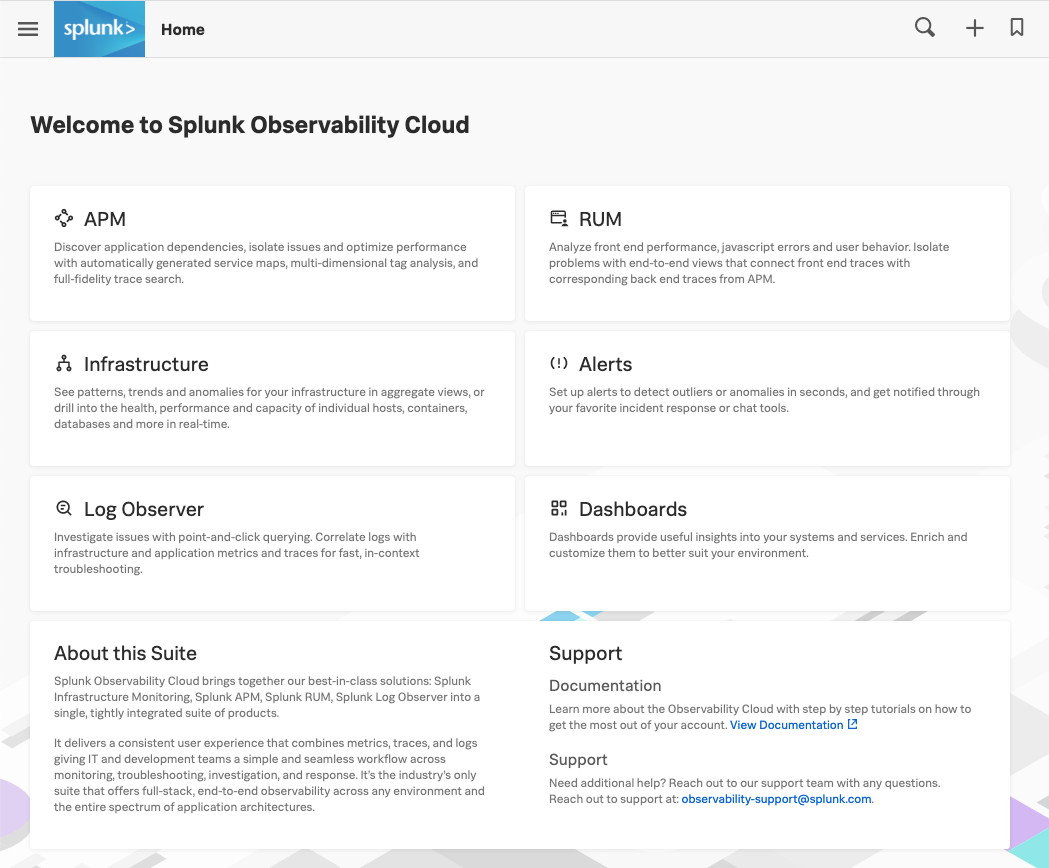 splunk> Home
Welcome to Splunk Observability Cloud
APM
Discover application dependencies, isolate issues and optimize performance
with automatically generated service maps, multi-dimensional tag analysis, and
full-fidelity trace search.
RUM
Analyze front end performance, javascript errors and user behavior. Isolate
problems with end-to-end views that connect front end traces with
corresponding back end traces from APM.
Infrastructure
See patterns, trends and anomalies for your infrastructure in aggregate views, or
drill into the health, performance and capacity of individual hosts, containers,
databases and more in real-time.
Alerts
Set up alerts to detect outliers or anomalies in seconds, and get notified through
your favorite incident response or chat tools.
Log Observer
Investigate issues with point-and-click querying. Correlate logs with
infrastructure and application metrics and traces for fast, in-context
troubleshooting.
Dashboards
Dashboards provide useful insights into your systems and services. Enrich and
customize them to better suit your environment.
About this Suite
Splunk Observability Cloud brings together our best-in-class solutions: Splunk
Infrastructure Monitoring, Splunk APM, Splunk RUM, Splunk Log Observer into a
single, tightly integrated suite of products.
It delivers a consistent user experience that combines metrics, traces, and logs
giving IT and development teams a simple and seamless workflow across
monitoring, troubleshooting, investigation, and response. It's the industry's only
suite that offers full-stack, end-to-end observability across any environment and
the entire spectrum of application architectures.
Support
Documentation
Learn more about the Observability Cloud with step by step tutorials on how to
get the most out of your account. View Documentation
Support
Need additional help? Reach out to our support team with any questions.
Reach out to support at: observability-support@splunk.com.